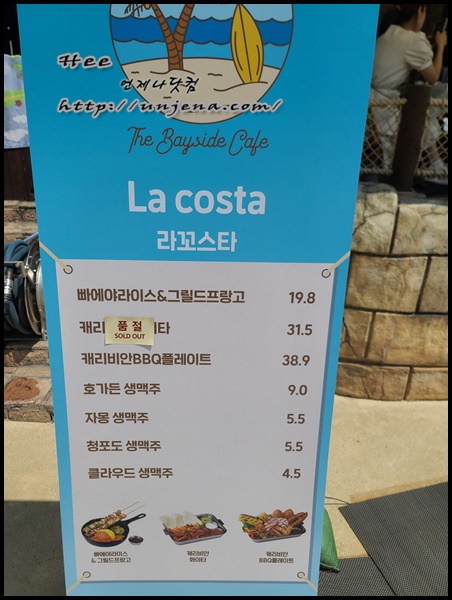 Hee
언제나닷컴
http://unjena.com/
The Bayside Cafe
La costa
라꼬스타
빠에야라이스&그릴드프랑고 19.8
캐리 품절 타 31.5
SOLD OUT
캐리비안BBQ플레이트 38.9
호가든 생맥주 9.0
자몽 생맥주 5.5
청포도 생맥주 5.5
클라우드 생맥주 4.5
빠에야라이스
& 그릴드프랑고
캐리비안
화이타
캐리비안
BBQ플레이트